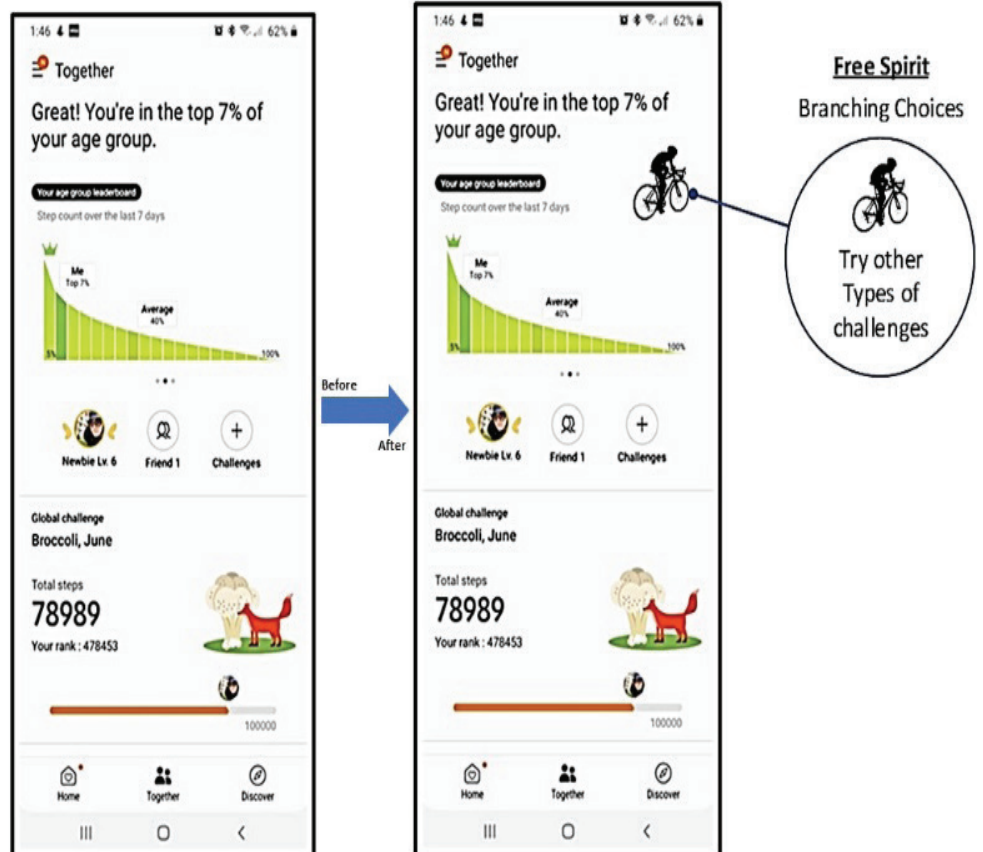 1:46 62%
Together
Great! You're in the top 7% of
your age group.
Your age group leaderboard
Step count over the last 7 days
Me
Top 7%
Average
40%
5%
100%
Newbie Lv. 6 Friend 1 Challenges
Global challenge
Broccoli, June
Total steps
78989
Your rank : 478453
100000
Home Together Discover
Before
After
1:46 62%
Together
Great! You're in the top 7% of
your age group.
Your age group leaderboard
Step count over the last 7 days
Me
Top 7%
Average
40%
5%
100%
Newbie Lv. 6 Friend 1 Challenges
Global challenge
Broccoli, June
Total steps
78989
Your rank : 478453
100000
Home Together Discover
Free Spirit
Branching Choices
Try other
Types of
challenges